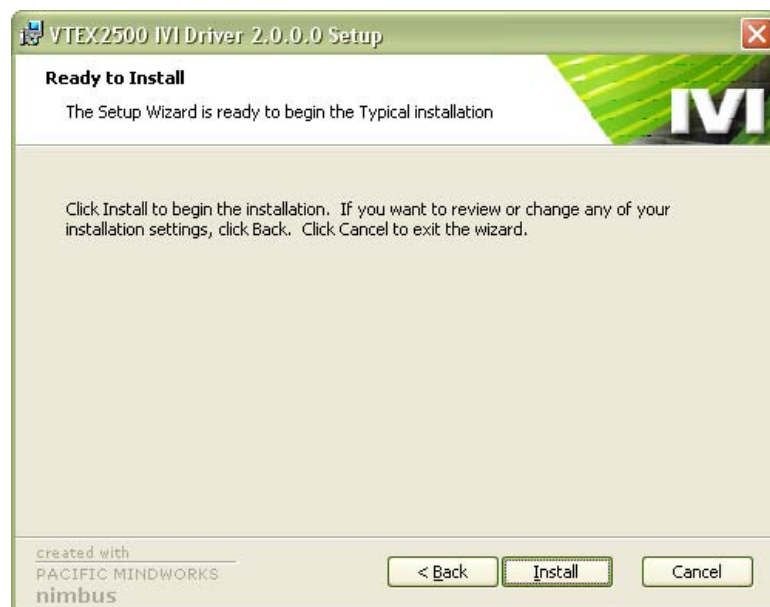 VTEX2500 IVI Driver 2.0.0.0 Setup
Ready to Install
The Setup Wizard is ready to begin the Typical installation
IVI
Click Install to begin the installation. If you want to review or change any of your
installation settings, click Back. Click Cancel to exit the wizard.
created with
PACIFIC MINDWORKS
nimbus
< Back
Install
Cancel